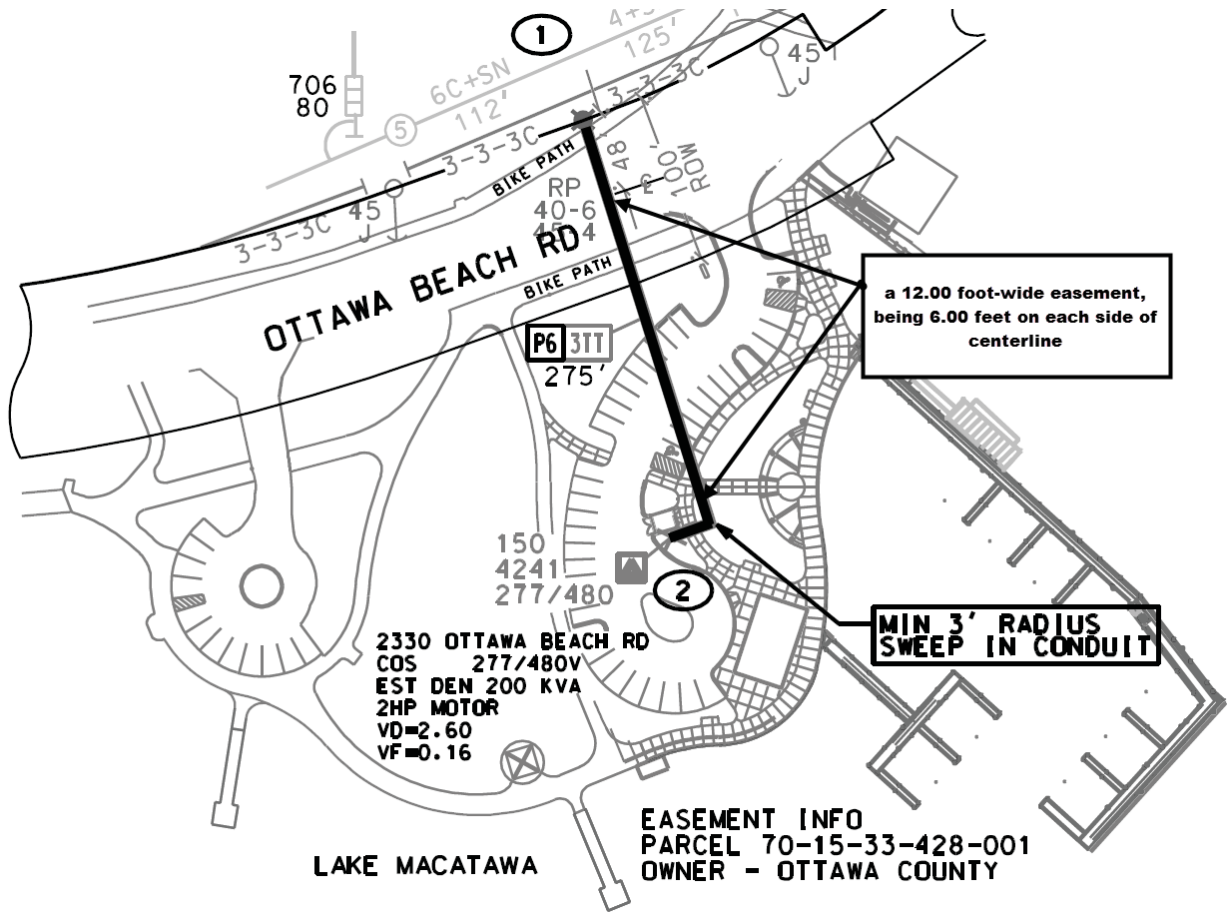 1
4+S
125'
706
80
6C+SN
112'
5
3-3-3C
3-3-3C
3-3-3C
45
J
45
J
BIKE PATH
48'
100'
ROW
RP
40-6
45-4
OTTAWA BEACH RD
BIKE PATH
P6 3TT
275'
a 12.00 foot-wide easement,
being 6.00 feet on each side of
centerline
150
4241
277/480
2
MIN 3' RADIUS
SWEEP IN CONDUIT
2330 OTTAWA BEACH RD
COS 277/480V
EST DEN 200 KVA
2HP MOTOR
VD=2.60
VF=0.16
EASEMENT INFO
PARCEL 70-15-33-428-001
OWNER - OTTAWA COUNTY
LAKE MACATAWA